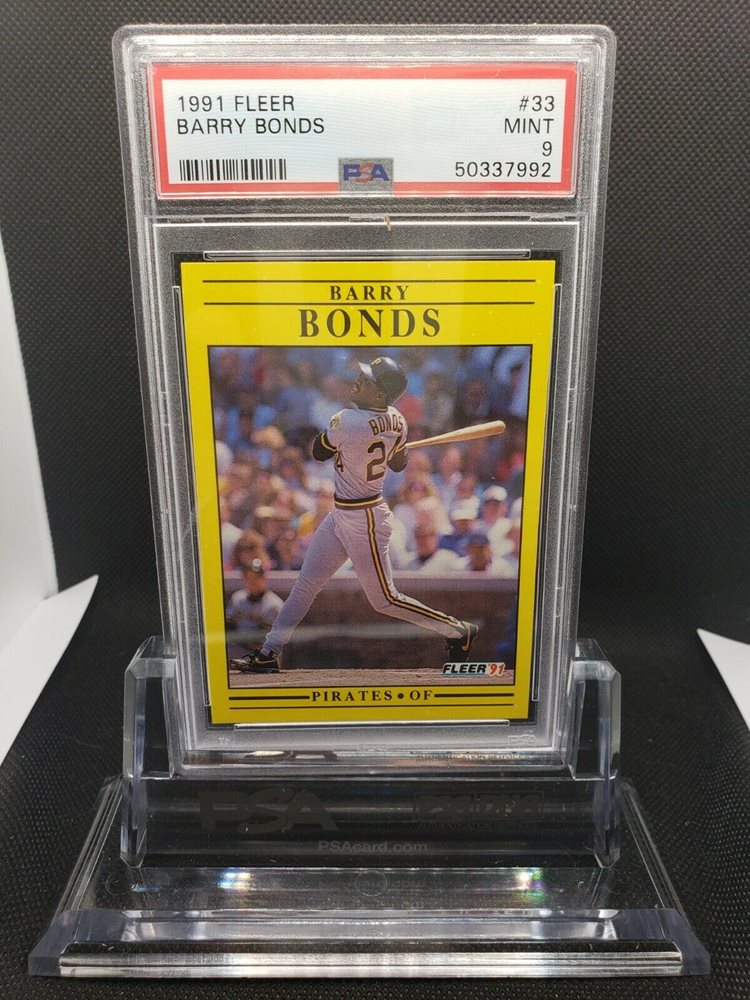 1991 FLEER #33
BARRY BONDS MINT
9
PSA 50337992
BARRY
BONDS
BONDS
24
FLEER '91
PIRATES • OF
PSA
PSAcard.com